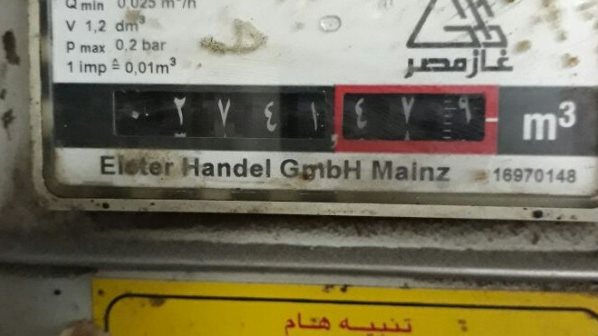 Q min 0,025 m³/h
V 1,2 dm³
P max 0,2 bar
1 imp ≙ 0,01m³
غاز مصر
٠٢٧٤١,٤٧٩ m³
Elster Handel GmbH Mainz 16970148
تنبيه هام